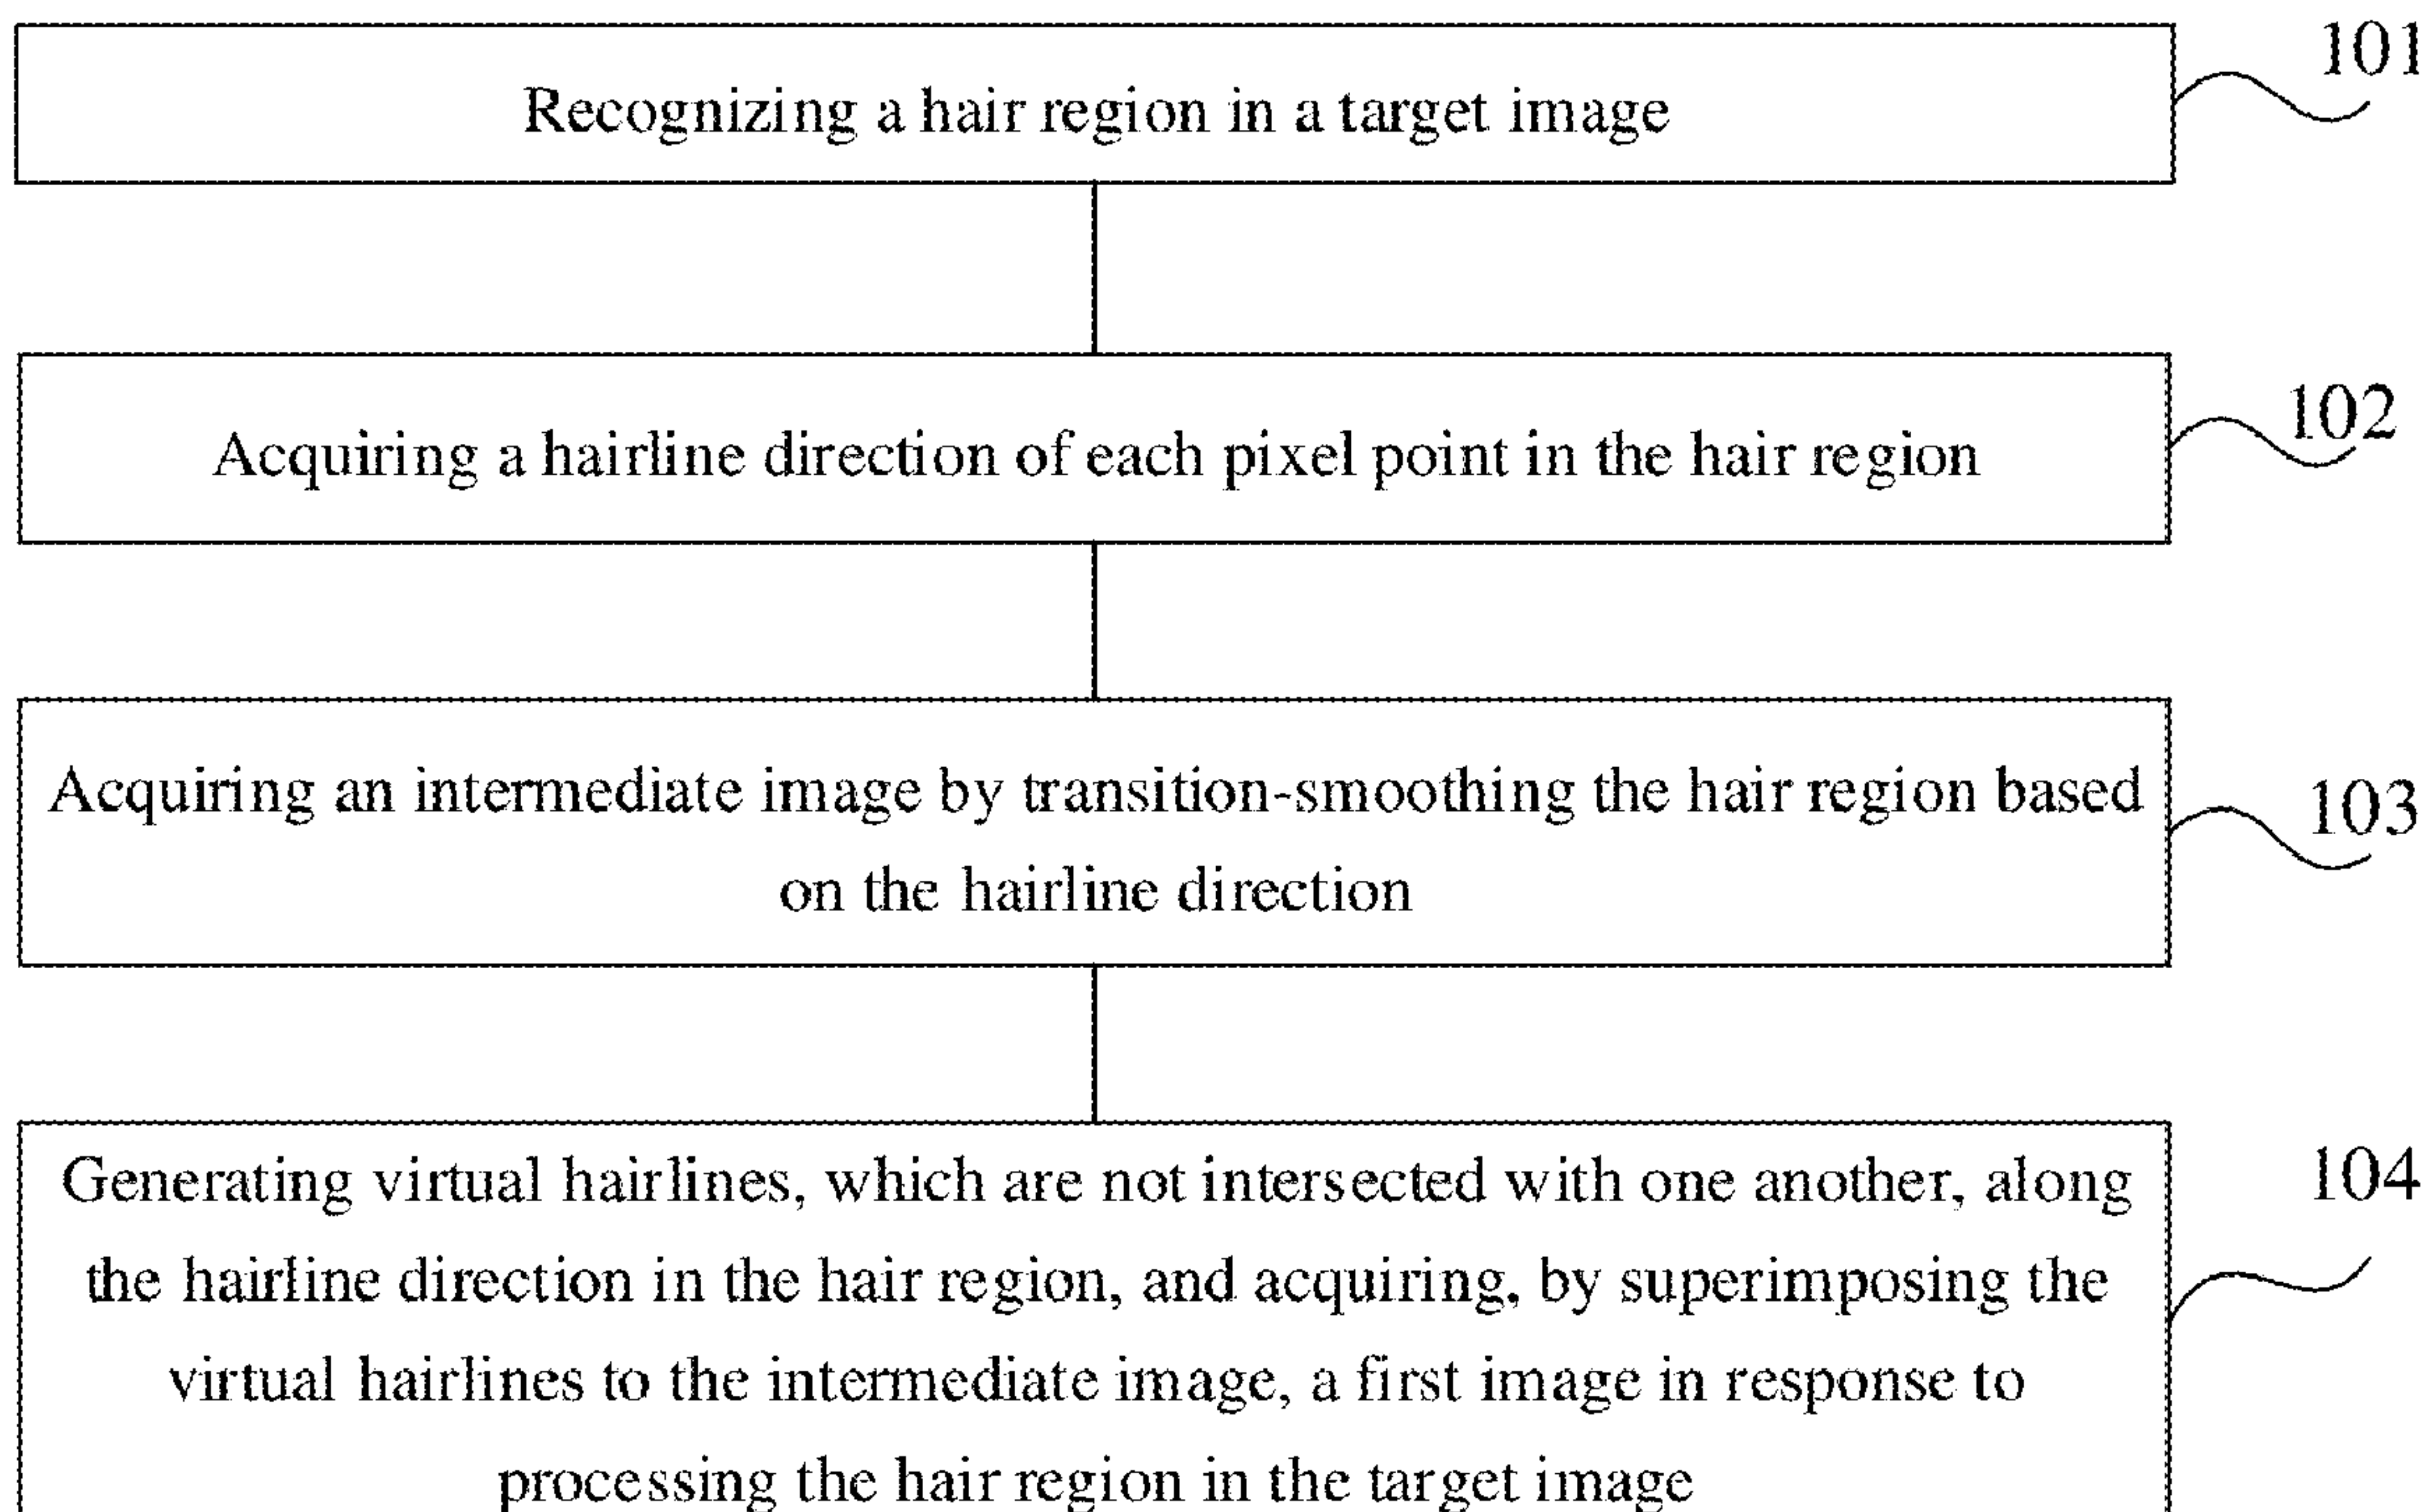 101
Recognizing a hair region in a target image
102
Acquiring a hairline direction of each pixel point in the hair region
103
Acquiring an intermediate image by transition-smoothing the hair region based
on the hairline direction
104
Generating virtual hairlines, which are not intersected with one another, along
the hairline direction in the hair region, and acquiring, by superimposing the
virtual hairlines to the intermediate image, a first image in response to
processing the hair region in the target image